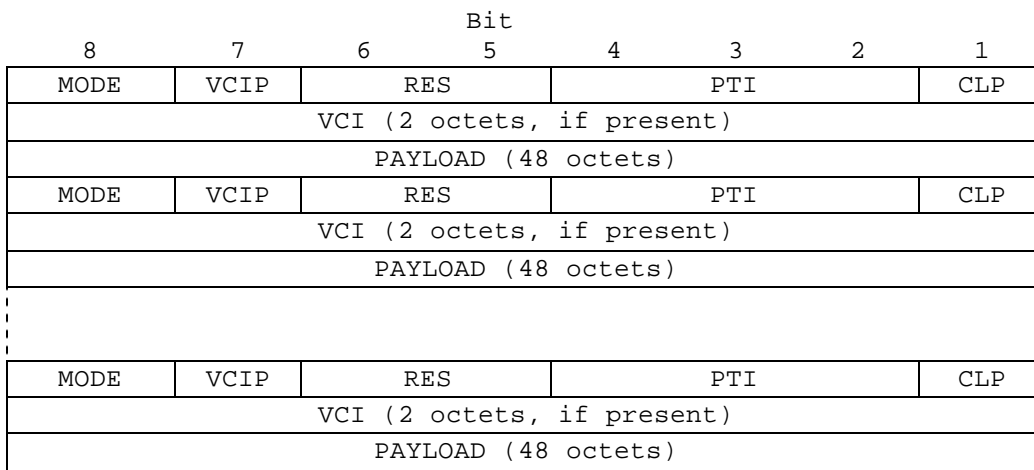 Bit
8 7 6 5 4 3 2 1
MODE VCIP RES PTI CLP
VCI (2 octets, if present)
PAYLOAD (48 octets)
MODE VCIP RES PTI CLP
VCI (2 octets, if present)
PAYLOAD (48 octets)
MODE VCIP RES PTI CLP
VCI (2 octets, if present)
PAYLOAD (48 octets)